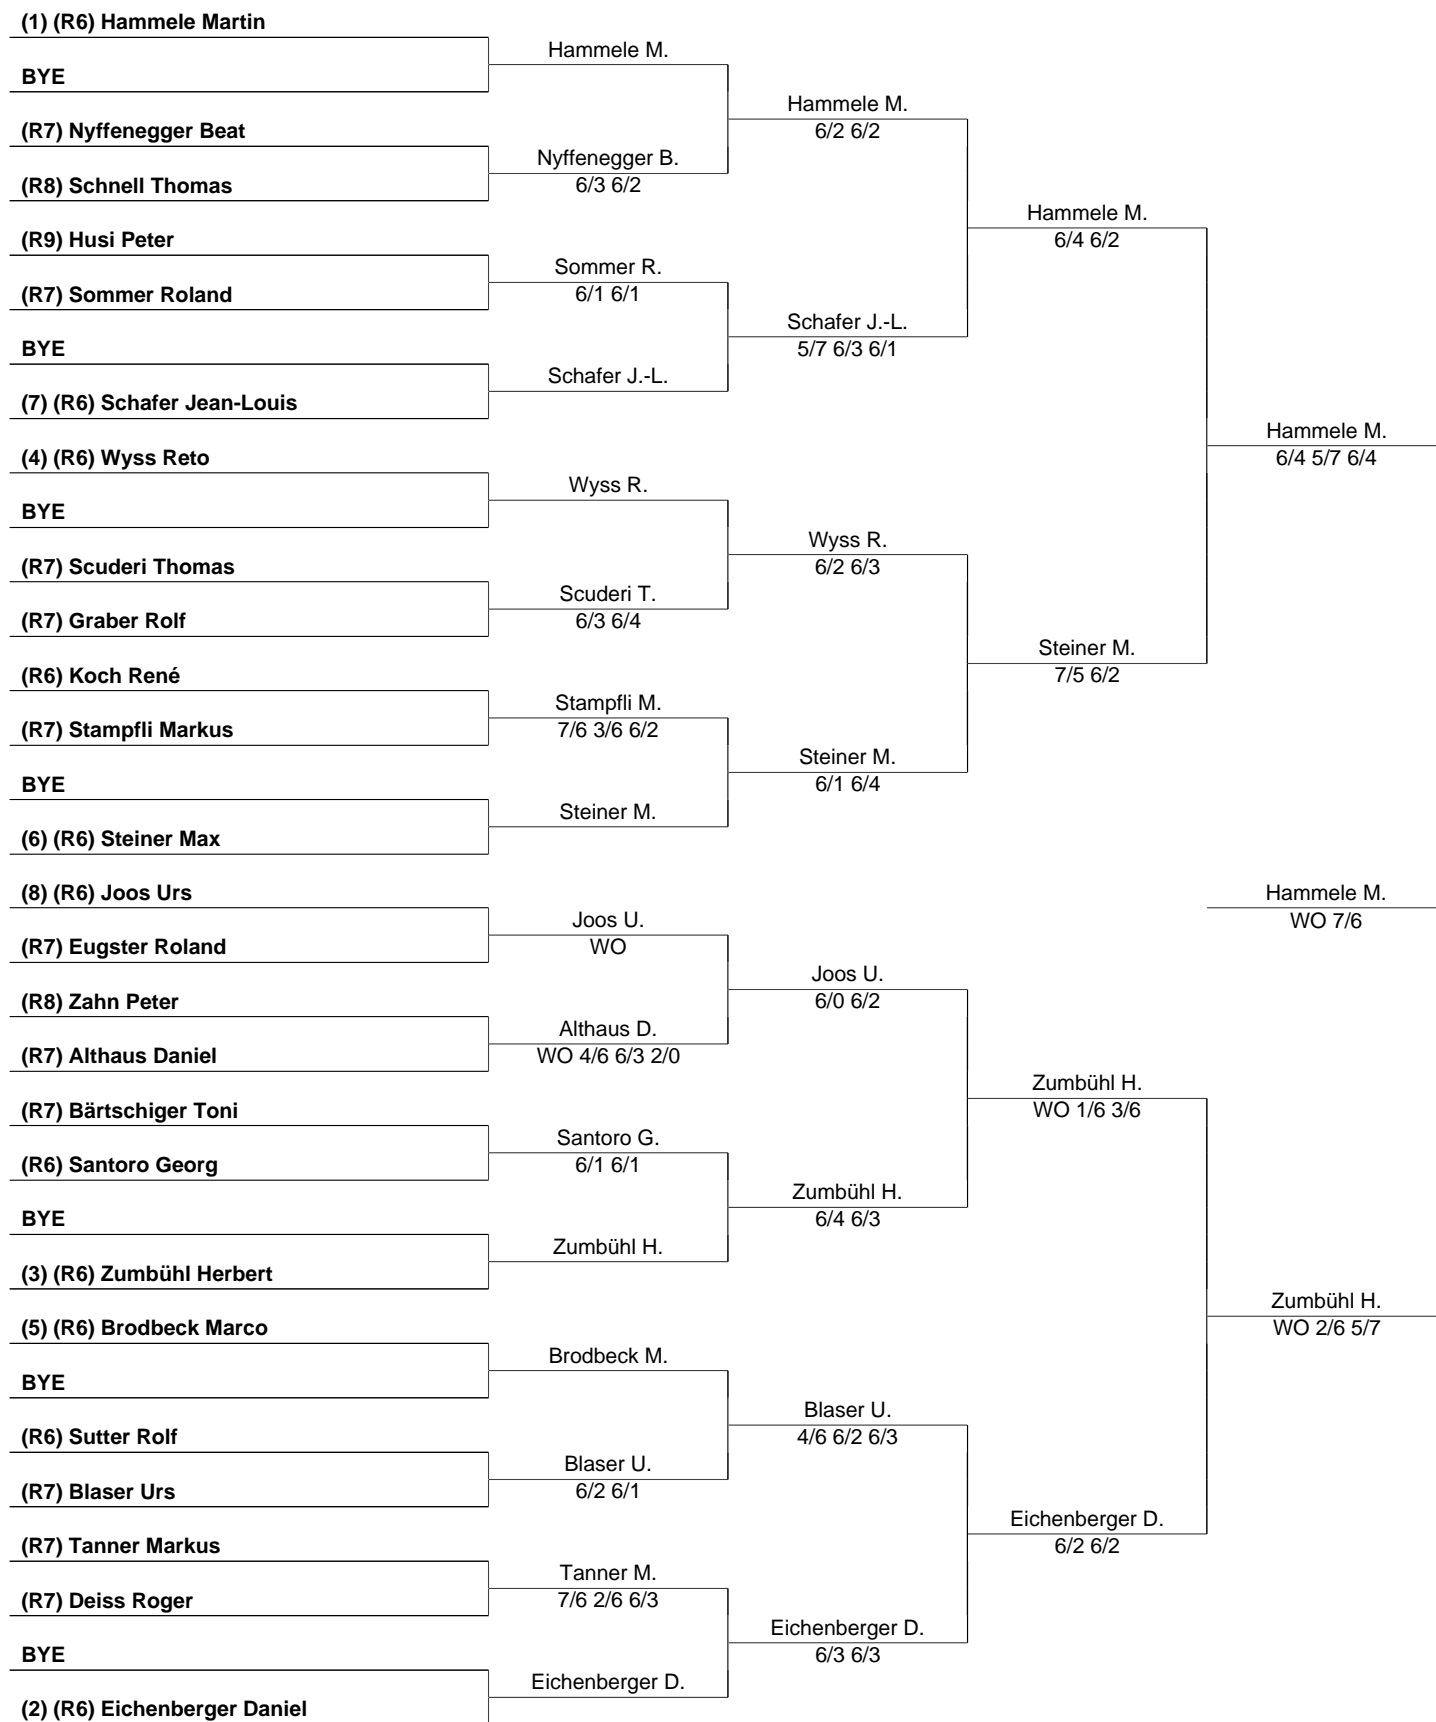 (1) (R6) Hammele Martin
Hammele M.
BYE
Hammele M.
6/2 6/2
(R7) Nyffenegger Beat
Nyffenegger B.
6/3 6/2
(R8) Schnell Thomas
Hammele M.
6/4 6/2
(R9) Husi Peter
Sommer R.
6/1 6/1
(R7) Sommer Roland
Schafer J.-L.
5/7 6/3 6/1
BYE
Schafer J.-L.
(7) (R6) Schafer Jean-Louis
Hammele M.
6/4 5/7 6/4
(4) (R6) Wyss Reto
Wyss R.
BYE
Wyss R.
6/2 6/3
(R7) Scuderi Thomas
Scuderi T.
6/3 6/4
(R7) Graber Rolf
Steiner M.
7/5 6/2
(R6) Koch René
Stampfli M.
7/6 3/6 6/2
(R7) Stampfli Markus
Steiner M.
6/1 6/4
BYE
Steiner M.
(6) (R6) Steiner Max
(8) (R6) Joos Urs
Hammele M.
WO 7/6
Joos U.
WO
(R7) Eugster Roland
Joos U.
6/0 6/2
(R8) Zahn Peter
Althaus D.
WO 4/6 6/3 2/0
(R7) Althaus Daniel
Zumbühl H.
WO 1/6 3/6
(R7) Bärtschiger Toni
Santoro G.
6/1 6/1
(R6) Santoro Georg
Zumbühl H.
6/4 6/3
BYE
Zumbühl H.
(3) (R6) Zumbühl Herbert
Zumbühl H.
WO 2/6 5/7
(5) (R6) Brodbeck Marco
Brodbeck M.
BYE
Blaser U.
4/6 6/2 6/3
(R6) Sutter Rolf
Blaser U.
6/2 6/1
(R7) Blaser Urs
Eichenberger D.
6/2 6/2
(R7) Tanner Markus
Tanner M.
7/6 2/6 6/3
(R7) Deiss Roger
Eichenberger D.
6/3 6/3
BYE
Eichenberger D.
(2) (R6) Eichenberger Daniel